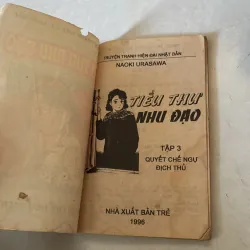 TRUYỆN TRANH HIỆN ĐẠI NHẬT BẢN
NAOKI URASAWA
TIỂU THƯ
NHU ĐẠO
TẬP 3
QUYẾT CHẾ NGỰ
ĐỊCH THỦ
NHÀ XUẤT BẢN TRẺ
1996